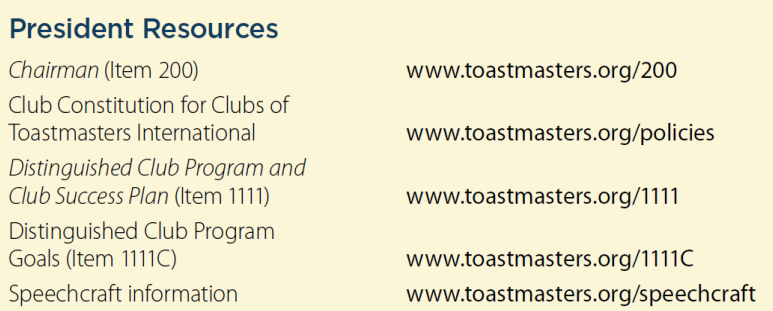 President Resources
Chairman (Item 200) www.toastmasters.org/200
Club Constitution for Clubs of
Toastmasters International www.toastmasters.org/policies
Distinguished Club Program and
Club Success Plan (Item 1111) www.toastmasters.org/1111
Distinguished Club Program
Goals (Item 1111C) www.toastmasters.org/1111C
Speechcraft information www.toastmasters.org/speechcraft